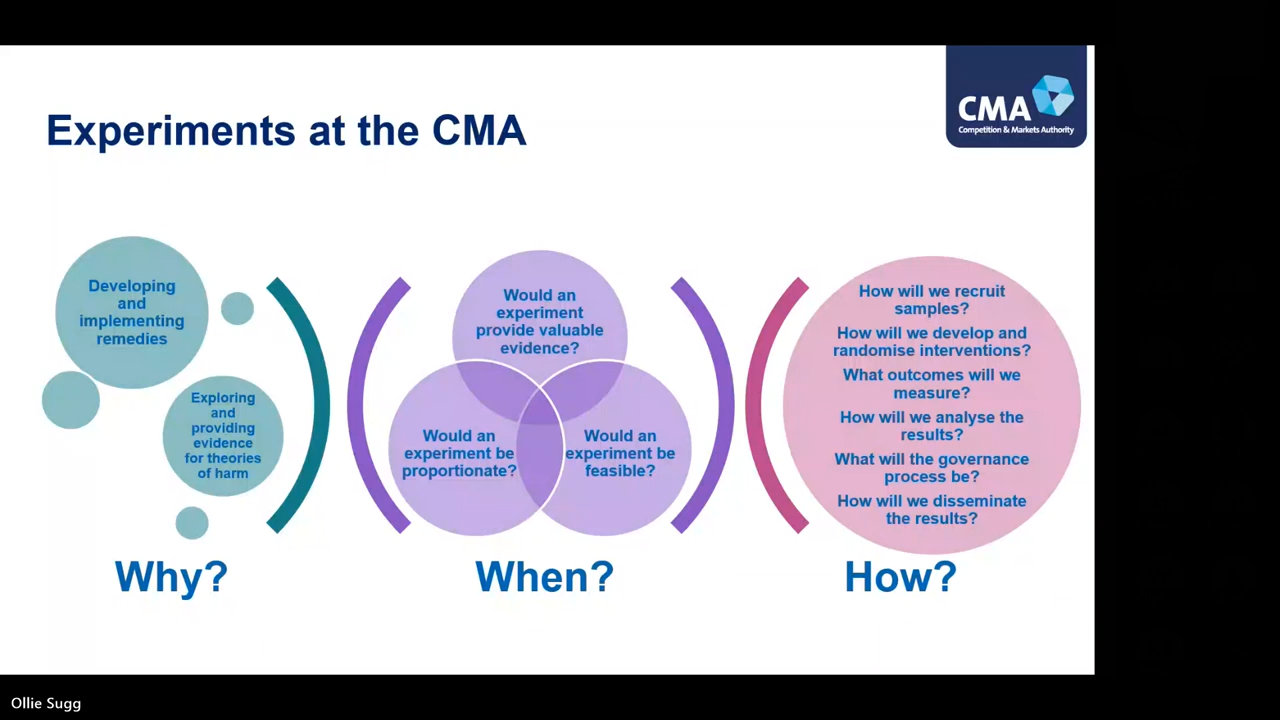 CMA
Competition & Markets Authority
Experiments at the CMA
Developing
and
implementing
remedies
Exploring
and
providing
evidence
for theories
of harm
Why?
Would an
experiment
provide valuable
evidence?
Would an
experiment be
proportionate?
Would an
experiment be
feasible?
When?
How will we recruit
samples?
How will we develop and
randomise interventions?
What outcomes will we
measure?
How will we analyse the
results?
What will the governance
process be?
How will we disseminate
the results?
How?
Ollie Sugg